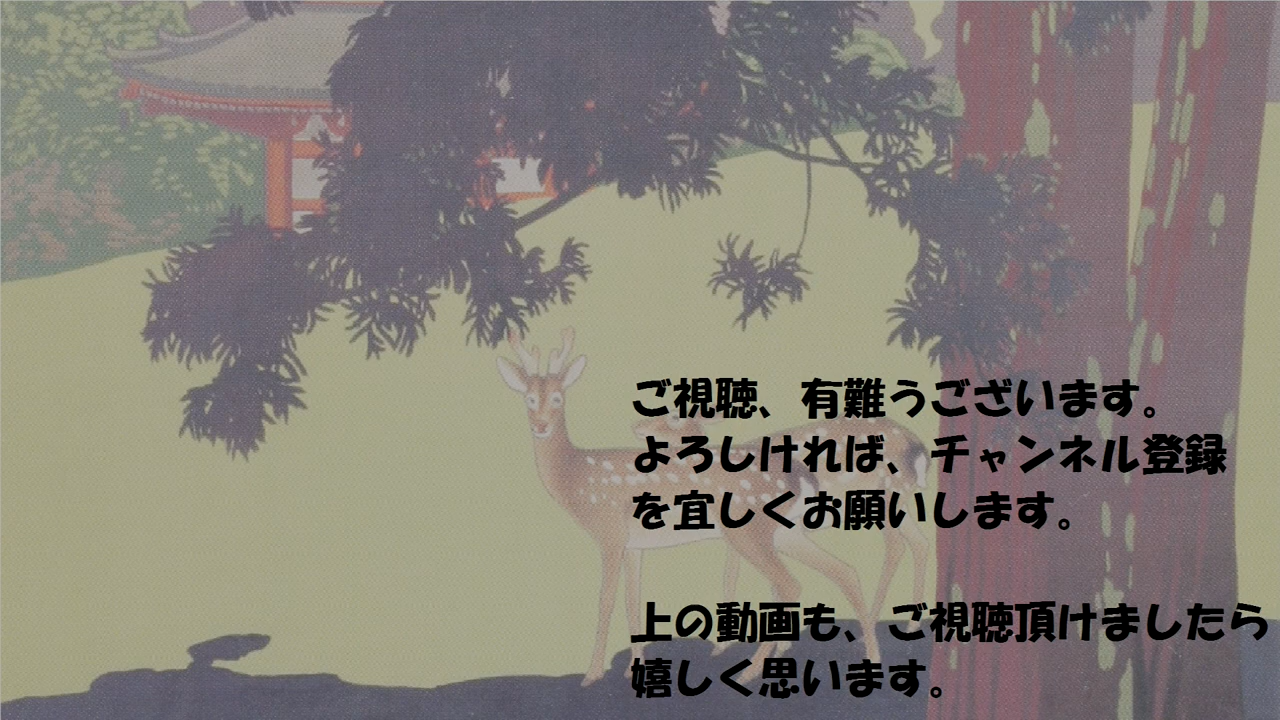 ご視聴、有難うございます。
よろしければ、チャンネル登録
を宜しくお願いします。
上の動画も、ご視聴頂けましたら
嬉しく思います。